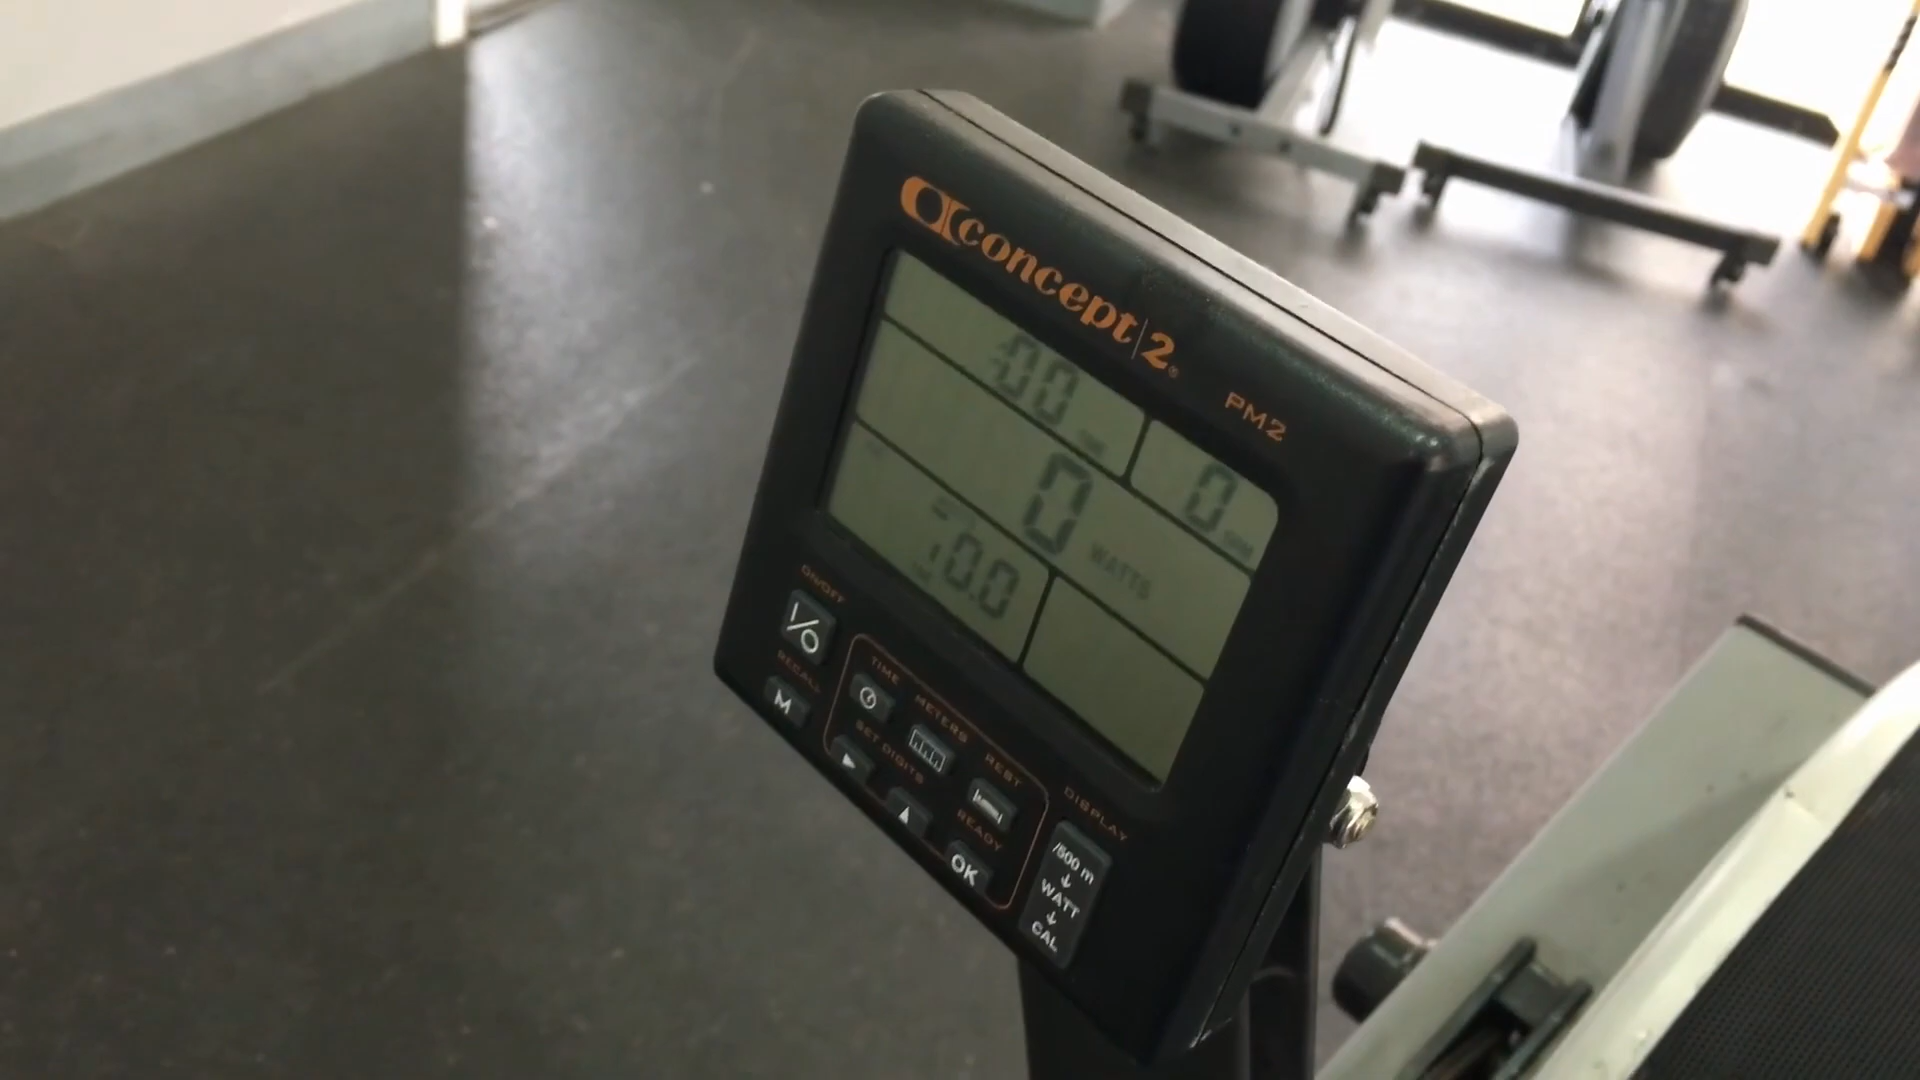 concept|2®
PM2
:00
0
0 WATTS
0.0
ON/OFF
I/O
RECALL
M
TIME
METERS
REST
SET DIGITS
READY
OK
DISPLAY
/500 m
WATT
CAL